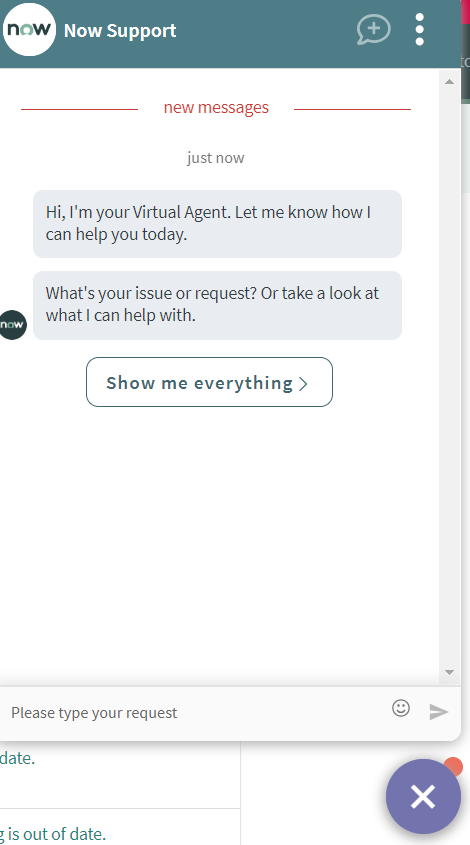 now Now Support
new messages
just now
Hi, I'm your Virtual Agent. Let me know how I
can help you today.
What's your issue or request? Or take a look at
what I can help with.
now
Show me everything
Please type your request
date.
g is out of date.